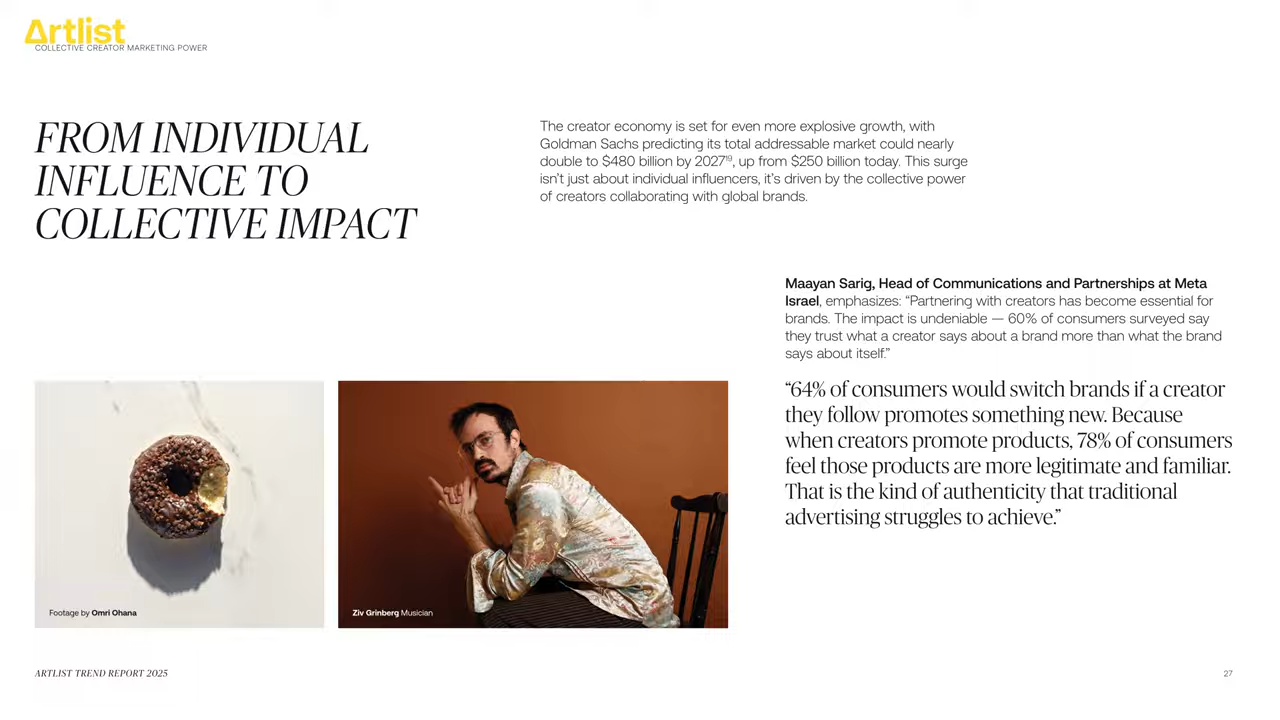 Artlist
COLLECTIVE CREATOR MARKETING POWER
FROM INDIVIDUAL
INFLUENCE TO
COLLECTIVE IMPACT
The creator economy is set for even more explosive growth, with
Goldman Sachs predicting its total addressable market could nearly
double to $480 billion by 2027¹⁹, up from $250 billion today. This surge
isn’t just about individual influencers, it’s driven by the collective power
of creators collaborating with global brands.
Maayan Sarig, Head of Communications and Partnerships at Meta
Israel, emphasizes: “Partnering with creators has become essential for
brands. The impact is undeniable — 60% of consumers surveyed say
they trust what a creator says about a brand more than what the brand
says about itself.”
“64% of consumers would switch brands if a creator
they follow promotes something new. Because
when creators promote products, 78% of consumers
feel those products are more legitimate and familiar.
That is the kind of authenticity that traditional
advertising struggles to achieve.”
Footage by Omri Ohana
Ziv Grinberg Musician
ARTLIST TREND REPORT 2025
27